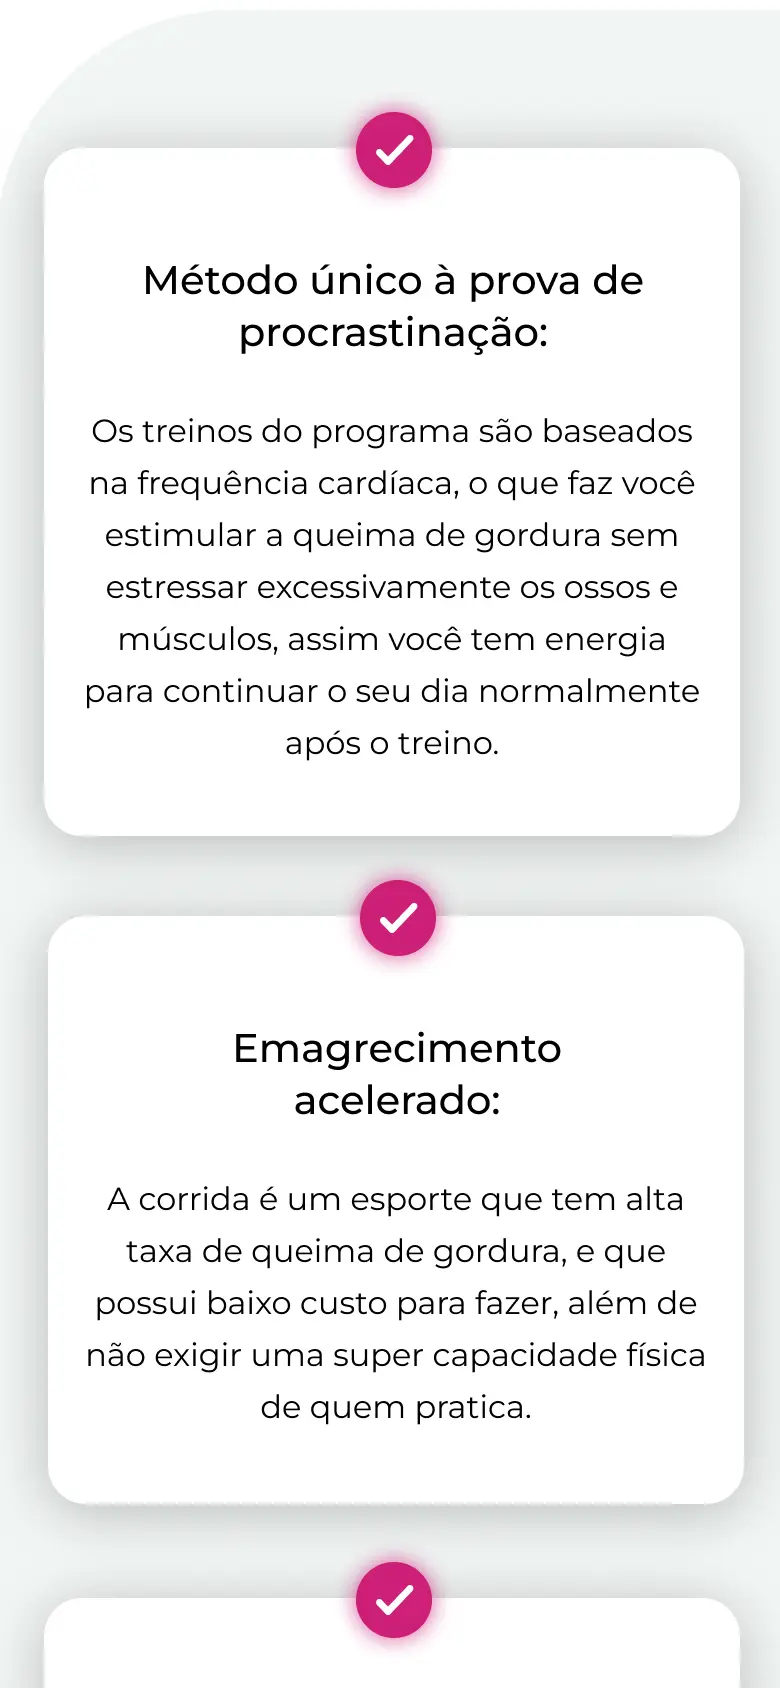 Método único à prova de
procrastinação:
Os treinos do programa são baseados
na frequência cardíaca, o que faz você
estimular a queima de gordura sem
estressar excessivamente os ossos e
músculos, assim você tem energia
para continuar o seu dia normalmente
após o treino.
Emagrecimento
acelerado:
A corrida é um esporte que tem alta
taxa de queima de gordura, e que
possui baixo custo para fazer, além de
não exigir uma super capacidade física
de quem pratica.